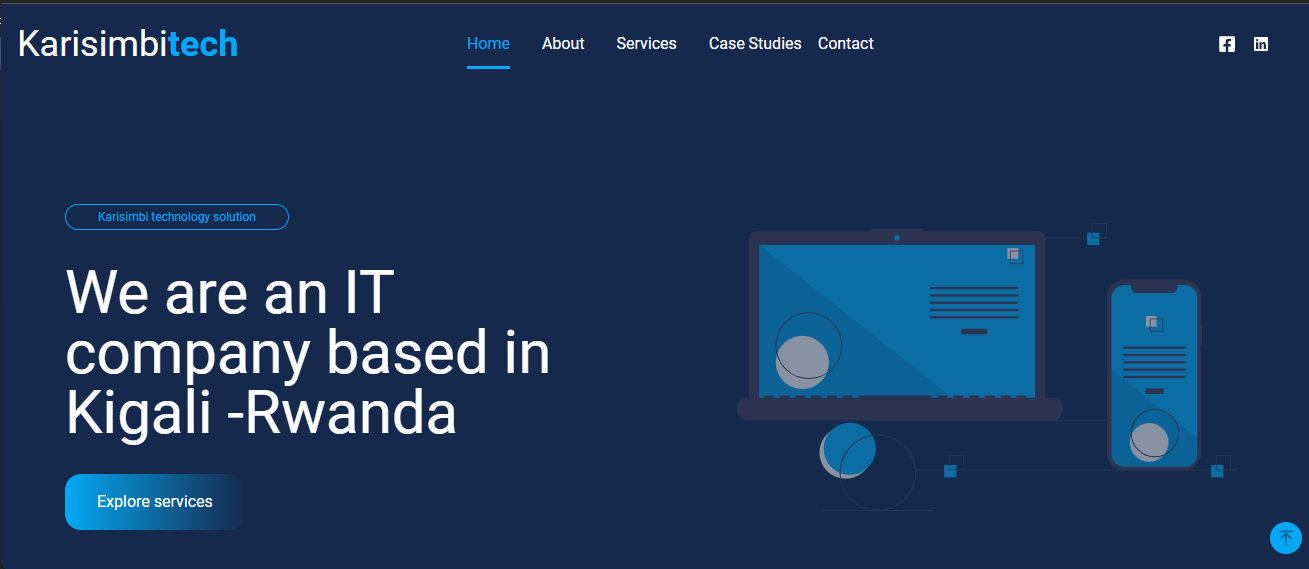 Karisimbitech
Home About Services Case Studies Contact
Karisimbi technology solution
We are an IT
company based in
Kigali -Rwanda
Explore services